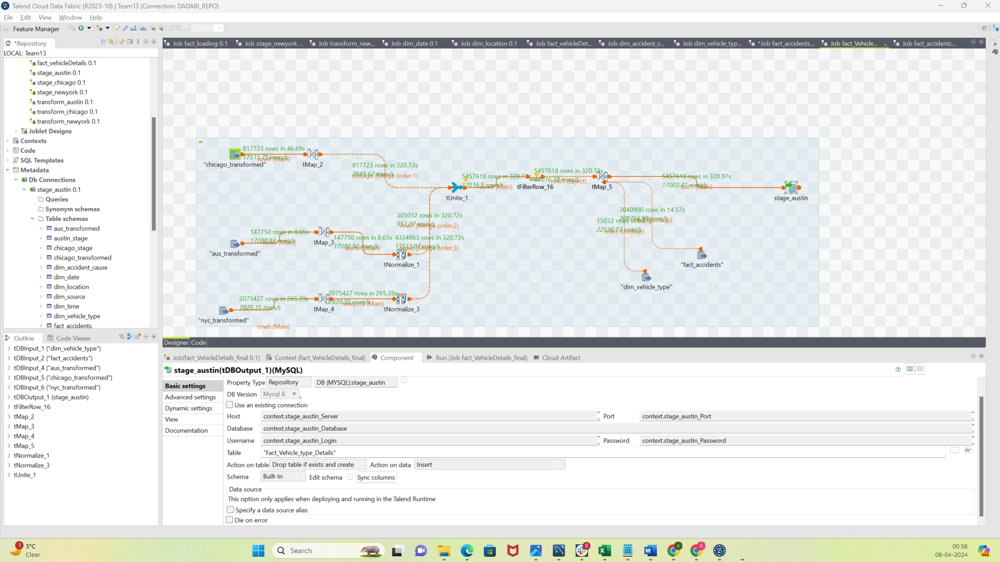 Talend Cloud Data Fabric (R2023-10) | Team13 (Connection: DADABI_REPO)
File Edit View Window Help
Feature Manager
*Repository
LOCAL: Team13
fact_vehicleDetails 0.1
stage_austin 0.1
stage_chicago 0.1
stage_newyork 0.1
transform_austin 0.1
transform_chicago 0.1
transform_newyork 0.1
Joblet Designs
Contexts
Code
SQL Templates
Metadata
Db Connections
stage_austin 0.1
Queries
Synonym schemas
Table schemas
aus_transformed
austin_stage
chicago_stage
chicago_transformed
dim_accident_cause
dim_date
dim_location
dim_source
dim_time
dim_vehicle_type
fact_accidents
Outline Code Viewer
tDBInput_1 ("dim_vehicle_type")
tDBInput_2 ("fact_accidents")
tDBInput_4 ("aus_transformed")
tDBInput_5 ("chicago_transformed")
tDBInput_6 ("nyc_transformed")
tDBOutput_1 (stage_austin)
tFilterRow_16
tMap_2
tMap_3
tMap_4
tMap_5
tNormalize_1
tNormalize_3
tUnite_1
Job fact_loading 0.1 Job stage_newyork ... Job transform_new... Job dim_date 0.1 Job dim_location 0.1 Job fact_vehicleDet... Job dim_accident_c... Job dim_vehicle_typ... *Job fact_accidents... Job fact_Vehicle... Job fact_accidentc...
817723 rows in 46.69s
17515.75 rows/s
row4 (Main)
"chicago_transformed"
tMap_2
817723 rows in 320.72s
2549.62 rows/s
chicago (Merge order:1)
5457618 rows in 320.73s
17016.5 rows/s
row9 (Main)
tUnite_1
tFilterRow_16
5457618 rows in 320.73s
17016.18 rows/s
row1 (Reject)
tMap_5
5457618 rows in 320.97s
17003.41 rows/s
out1 (Main)
stage_austin
305032 rows in 320.72s
951.07 rows/s
row7 (Merge order:2)
3040900 rows in 14.57s
208766.99 rows/s
15032 rows in
22536.73 rows/s
row3 (Lookup)
147750 rows in 8.65s
17080.92 rows/s
row5 (Main)
"aus_transformed"
tMap_3
147750 rows in 8.65s
17080.92 rows/s
austin (Main)
4334863 rows in 320.72s
13515.87 rows/s
row8 (Merge order:3)
tNormalize_1
"fact_accidents"
"dim_vehicle_type"
2075427 rows in 265.39s
7820.35 rows/s
"nyc_transformed"
row6 (Main)
tMap_4
2075427 rows in 265.39s
7820.35 rows/s
newyork (Main)
tNormalize_3
Designer Code
Job(fact_VehicleDetails_final 0.1) Context (fact_VehicleDetails_final) Component Run (Job fact_VehicleDetails_final) Cloud Artifact
stage_austin(tDBOutput_1)(MySQL)
Basic settings
Advanced settings
Dynamic settings
View
Documentation
Property Type Repository DB (MYSQL):stage_austin
DB Version Mysql 8
Use an existing connection
Host context.stage_austin_Server Port context.stage_austin_Port
Database context.stage_austin_Database
Username context.stage_austin_Login Password context.stage_austin_Password
Table "Fact_Vehicle_type_Details"
Action on table Drop table if exists and create Action on data Insert
Schema Built-In Edit schema Sync columns
Data source
This option only applies when deploying and running in the Talend Runtime
Specify a data source alias
Die on error
1
3°C
Clear
Search
5
C
S
00:56
08-04-2024
PRE